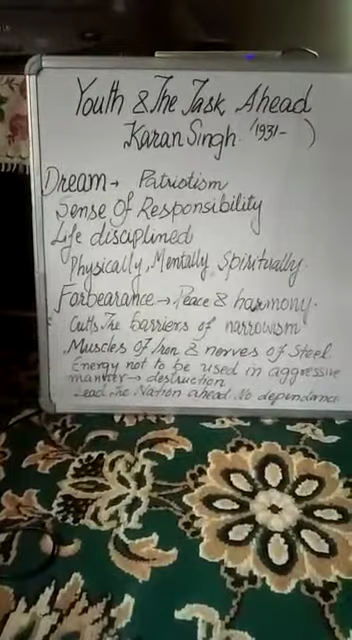 Youth & The Task Ahead
Karan Singh (1931- )
Dream → Patriotism
Sense Of Responsibility
Life disciplined
Physically, Mentally, Spiritually.
Forbearance → Peace & harmony.
Cutts The barriers of narrowism
Muscles Of Iron & nerves of Steel
Energy not to be used in aggressive
manner → destruction
Lead The Nation ahead. No dependance